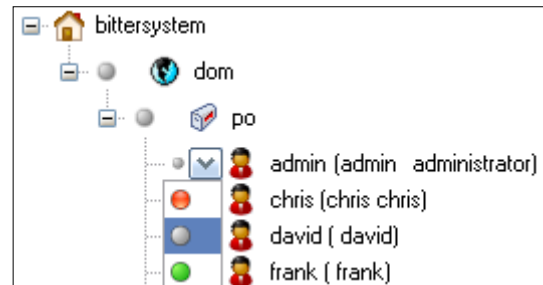 bittersystem
dom
po
admin (admin administrator)
chris (chris chris)
david ( david)
frank ( frank)